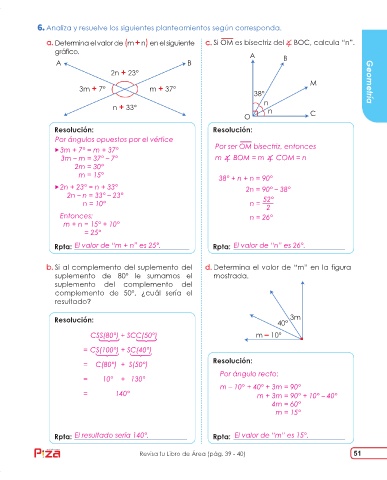 6. Analiza y resuelve los siguientes planteamientos según corresponda.
a. Determina el valor de (m+n) en el siguiente
gráfico.
A B
2n + 23°
3m + 7° m + 37°
n + 33°
Resolución:
Por ángulos opuestos por el vértice
▸3m + 7° = m + 37°
3m – m = 37° – 7°
2m = 30°
m = 15°
▸2n + 23° = n + 33°
2n – n = 33° – 23°
n = 10°
Entonces:
m + n = 15° + 10°
= 25°
Rpta: El valor de “m + n” es 25°.
b. Si al complemento del suplemento del
suplemento de 80° le sumamos el
suplemento del complemento del
complemento de 50°, ¿cuál sería el
resultado?
Resolución:
CSS(80°) + SCC(50°)
= CS(100°) + SC(40°)
= C(80°) + S(50°)
= 10° + 130°
= 140°
Rpta: El resultado sería 140°.
c. Si OM es bisectriz del ∡ BOC, calcula “n”.
A
B
M
38°
n
n
O
C
Resolución:
Por ser OM bisectriz, entonces
m ∡ BOM = m ∡ COM = n
38° + n + n = 90°
2n = 90° – 38°
n = 52°
2
n = 26°
Rpta: El valor de “n” es 26°.
d. Determina el valor de “m” en la figura
mostrada.
3m
40°
m – 10°
Resolución:
Por ángulo recto:
m – 10° + 40° + 3m = 90°
m + 3m = 90° + 10° – 40°
4m = 60°
m = 15°
Rpta: El valor de “m” es 15°.
Geometría
Revisa tu Libro de Área (pág. 39 - 40)
51